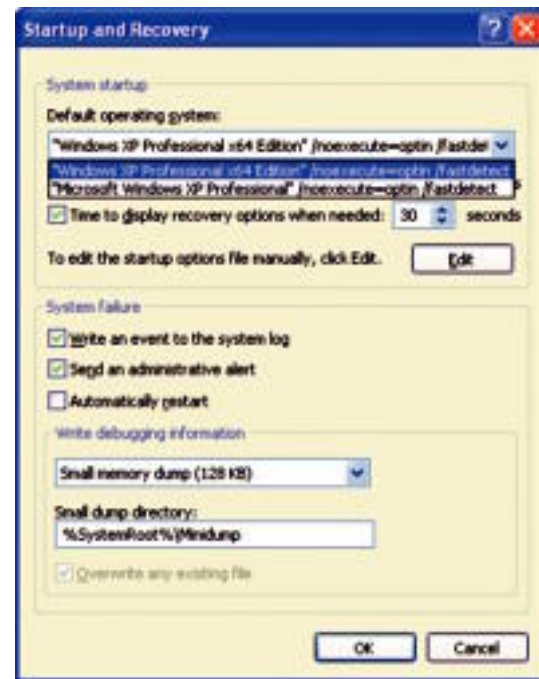 Startup and Recovery
System startup
Default operating system:
"Windows XP Professional x64 Edition" /noexecute=optin /fastdet
"Windows XP Professional x64 Edition" /noexecute=optin /fastdetect
"Microsoft Windows XP Professional" /noexecute=optin /fastdetect
Time to display recovery options when needed: 30 seconds
To edit the startup options file manually, click Edit. Edit
System failure
Write an event to the system log
Send an administrative alert
Automatically restart
Write debugging information
Small memory dump (128 KB)
Small dump directory:
%SystemRoot%\Minidump
Overwrite any existing file
OK Cancel